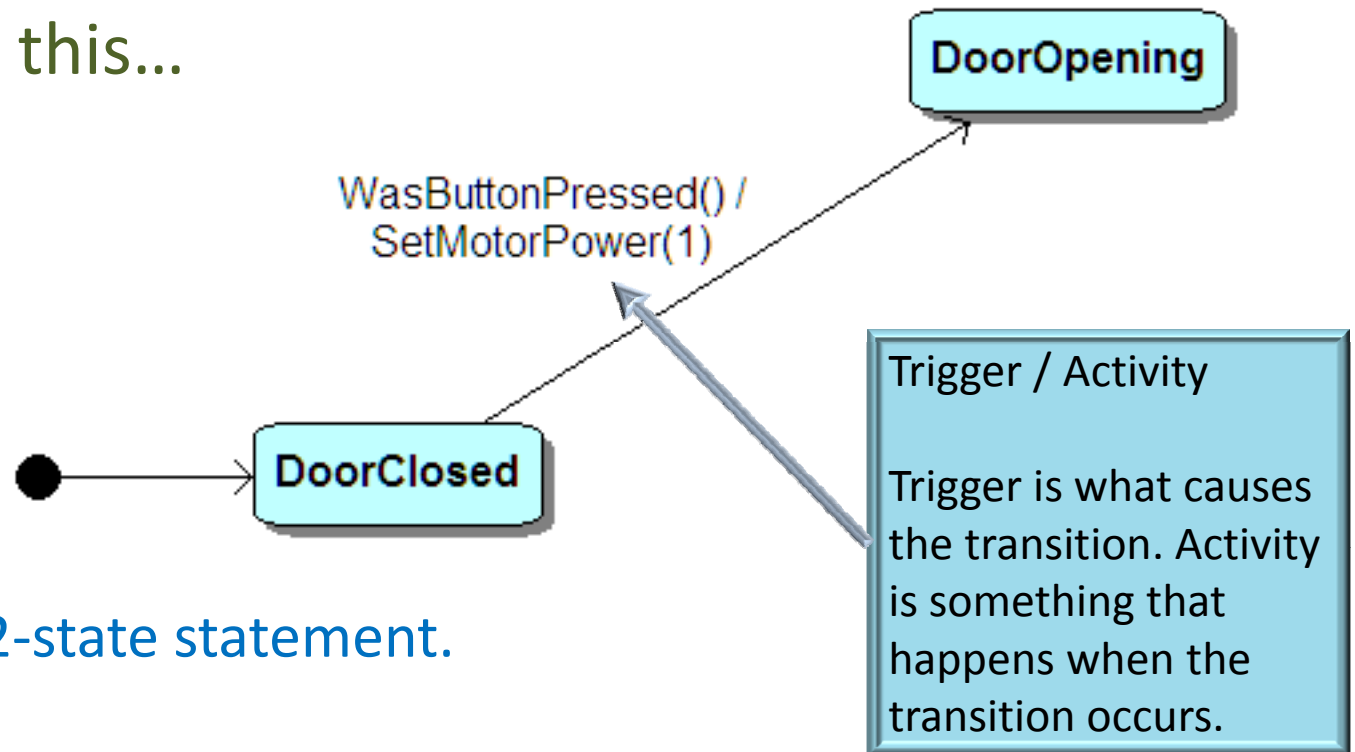 this…
DoorOpening
WasButtonPressed() /
SetMotorPower(1)
Trigger / Activity
Trigger is what causes
the transition. Activity
is something that
happens when the
transition occurs.
DoorClosed
2-state statement.